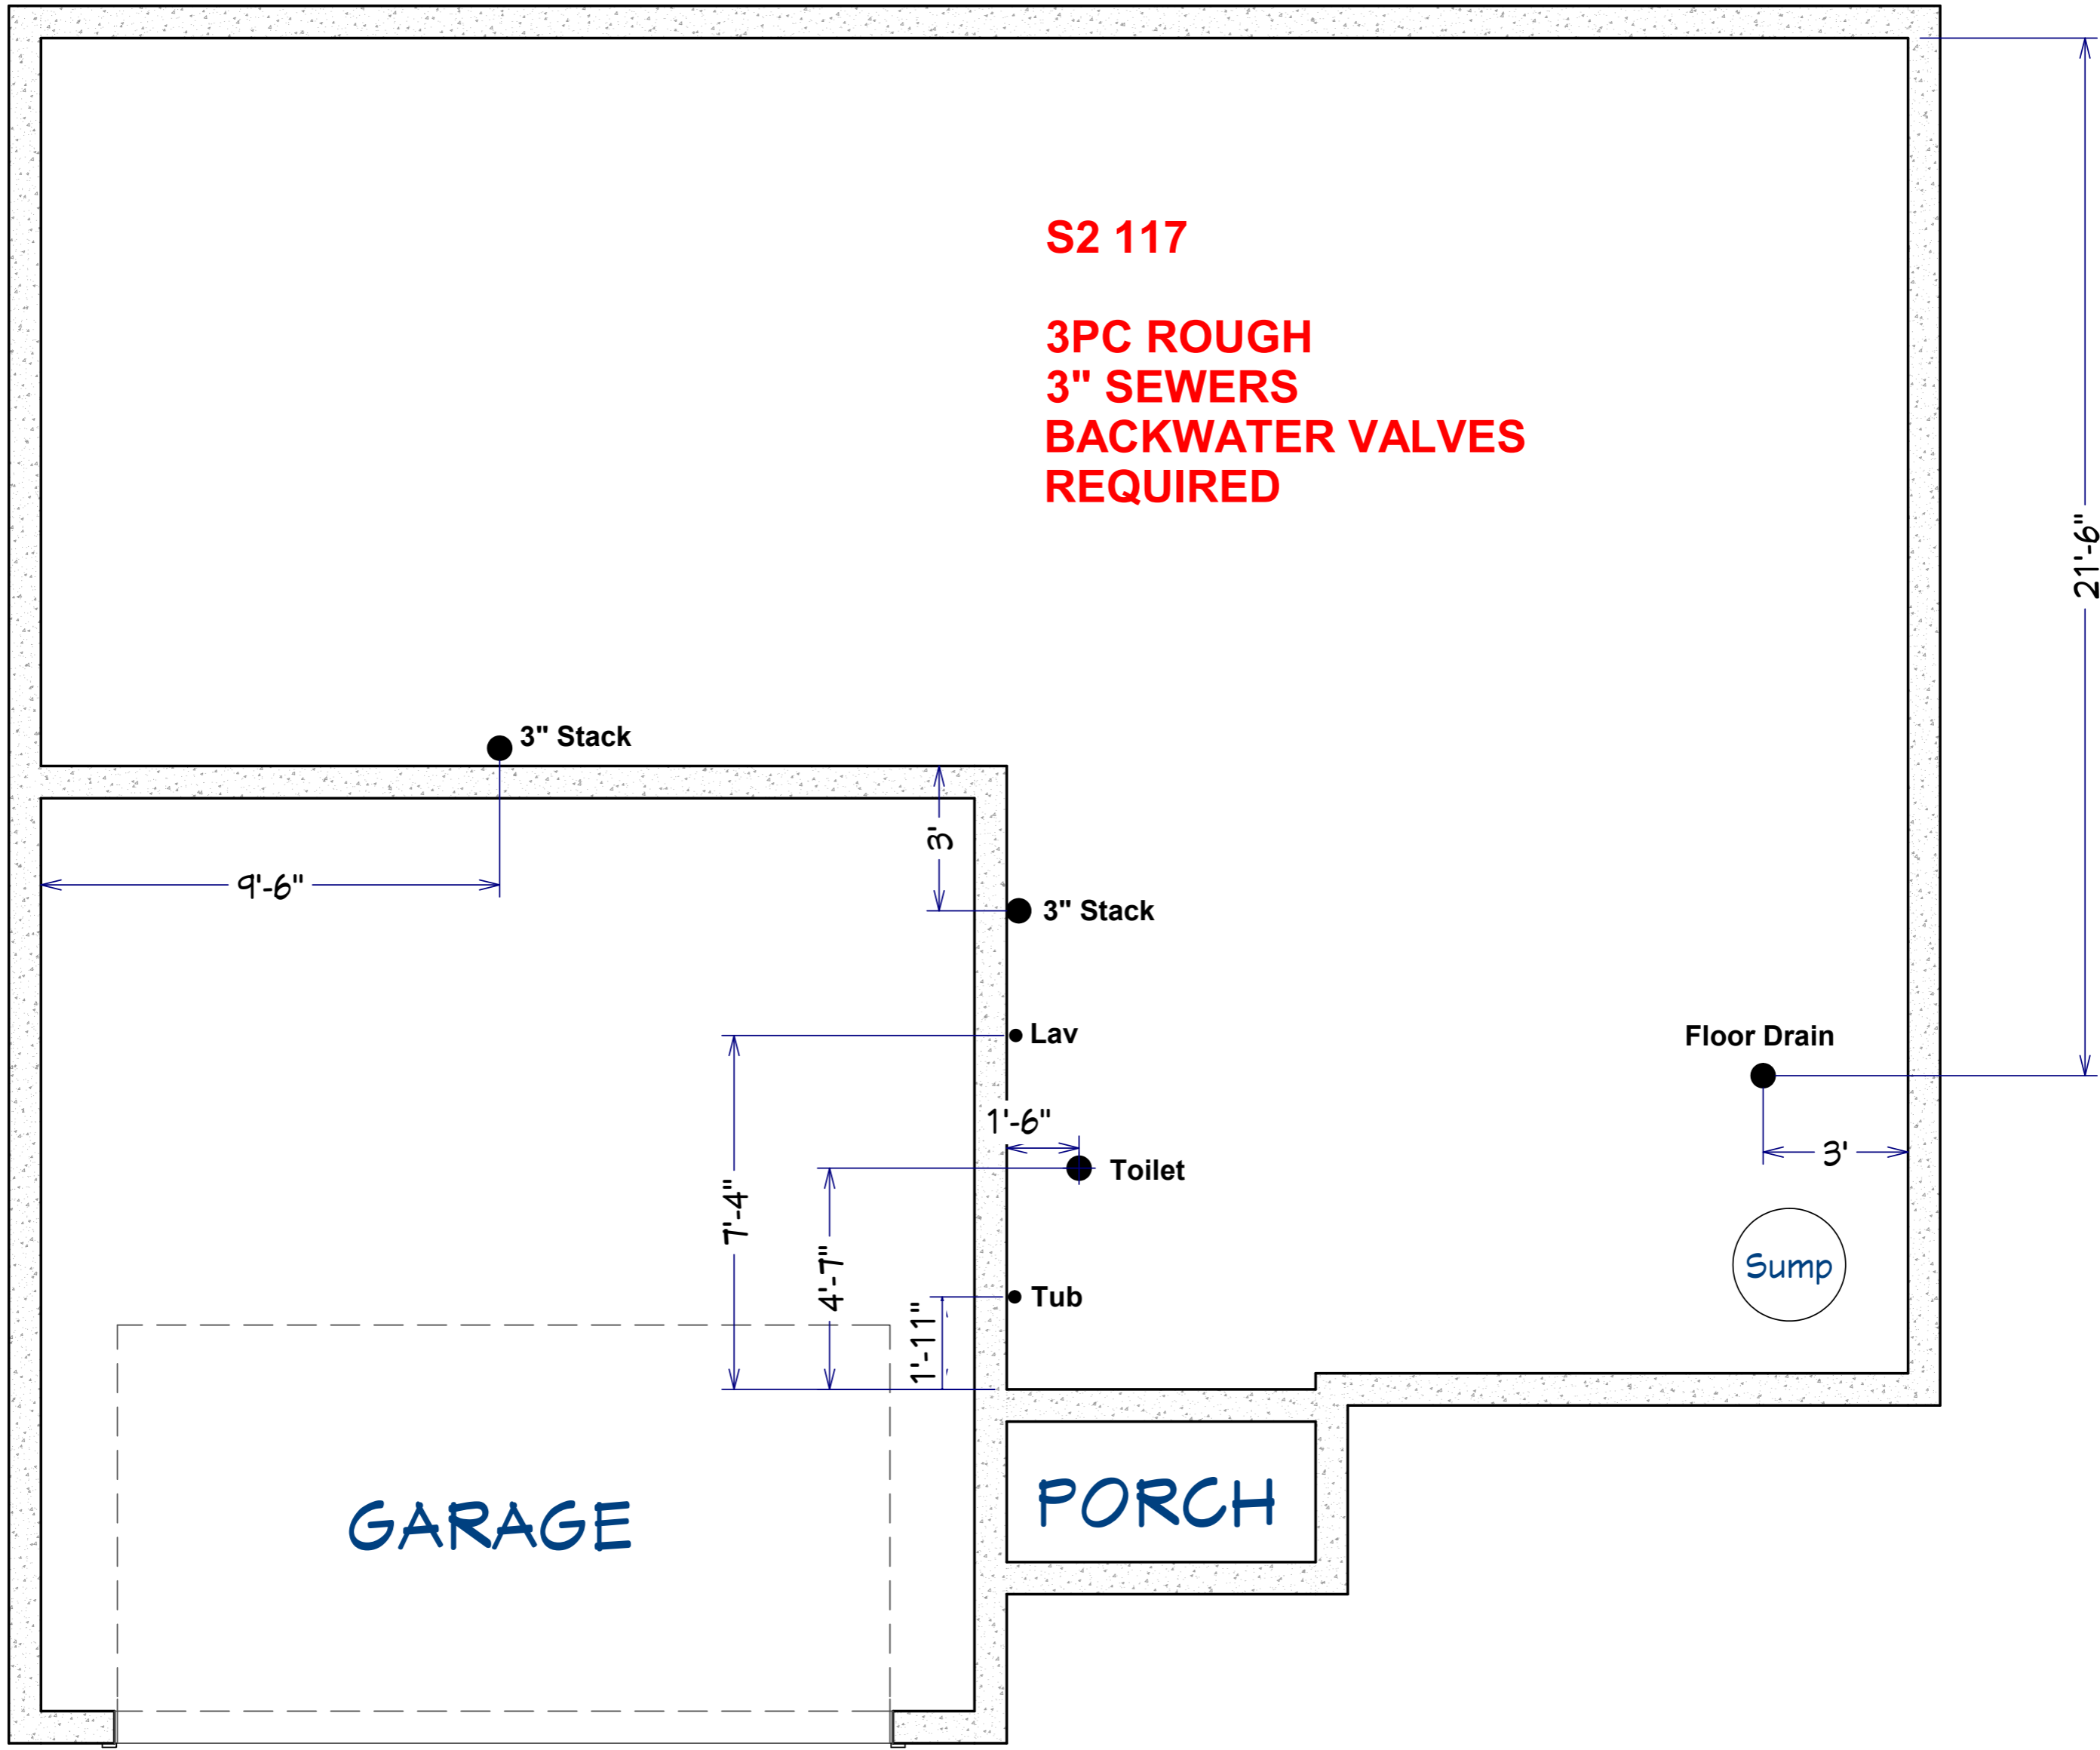 S2 117
3PC ROUGH
3" SEWERS
BACKWATER VALVES
REQUIRED
21'-6"
3" Stack
3'
9'-6"
3" Stack
Lav
Floor Drain
1'-6"
3'
Toilet
7'-4"
4'-7"
Sump
Tub
1'-11"
GARAGE
PORCH